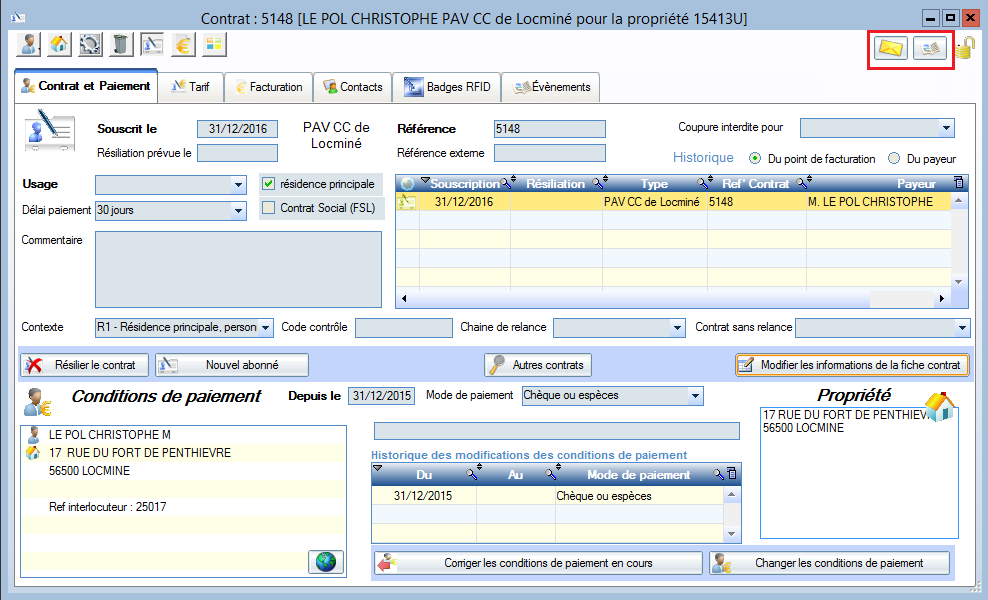 Contrat : 5148 [LE POL CHRISTOPHE PAV CC de Locminé pour la propriété 15413U]
Contrat et Paiement
Tarif
Facturation
Contacts
Badges RFID
Évènements
Souscrit le
31/12/2016
PAV CC de
Locminé
Référence
5148
Coupure interdite pour
Résiliation prévue le
Référence externe
Historique
Du point de facturation
Du payeur
Usage
résidence principale
Délai paiement
30 jours
Contrat Social (FSL)
Souscription
Résiliation
Type
Ref° Contrat
Payeur
31/12/2016
PAV CC de Locminé
5148
M. LE POL CHRISTOPHE
Commentaire
Contexte
R1 - Résidence principale, person
Code contrôle
Chaine de relance
Contrat sans relance
Résilier le contrat
Nouvel abonné
Autres contrats
Modifier les informations de la fiche contrat
Conditions de paiement
Depuis le
31/12/2015
Mode de paiement
Chèque ou espèces
Propriété
17 RUE DU FORT DE PENTHIEV
56500 LOCMINE
LE POL CHRISTOPHE M
17 RUE DU FORT DE PENTHIEVRE
56500 LOCMINE
Ref interlocuteur : 25017
Historique des modifications des conditions de paiement
Du
Au
Mode de paiement
31/12/2015
Chèque ou espèces
Corriger les conditions de paiement en cours
Changer les conditions de paiement